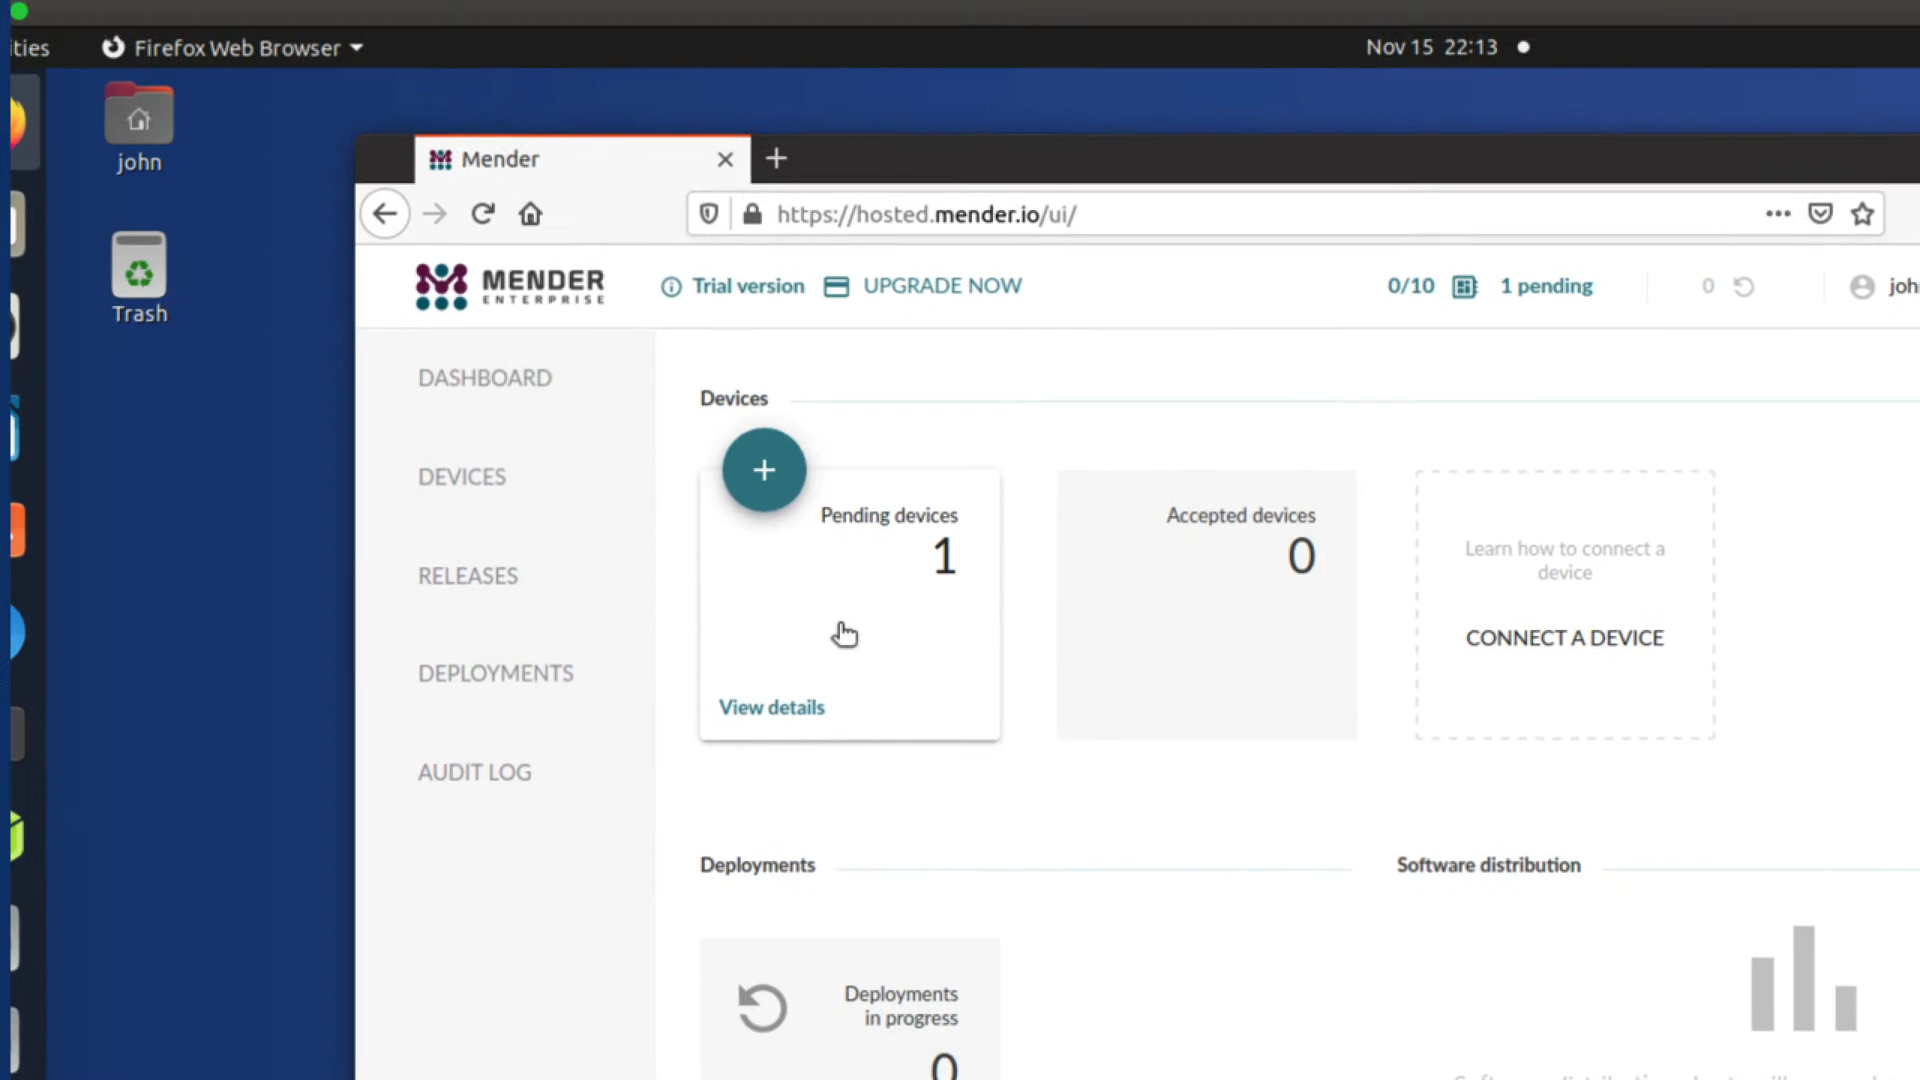 ities Firefox Web Browser Nov 15 22:13
john
Trash
Mender
https://hosted.mender.io/ui/
MENDER
ENTERPRISE
Trial version UPGRADE NOW 0/10 1 pending 0 joh
DASHBOARD
DEVICES
RELEASES
DEPLOYMENTS
AUDIT LOG
Devices
Pending devices
1
View details
Accepted devices
0
Learn how to connect a
device
CONNECT A DEVICE
Deployments
Deployments
in progress
0
Software distribution